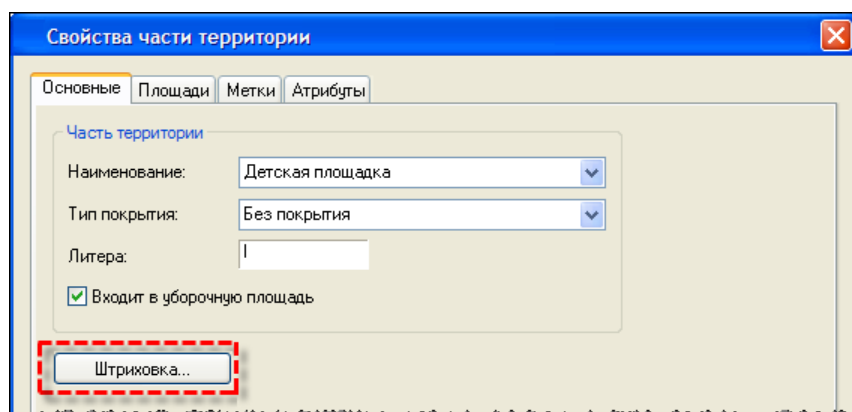 Свойства части территории
Основные Площади Метки Атрибуты
Часть территории
Наименование: Детская площадка
Тип покрытия: Без покрытия
Литера: I
Входит в уборочную площадь
Штриховка...